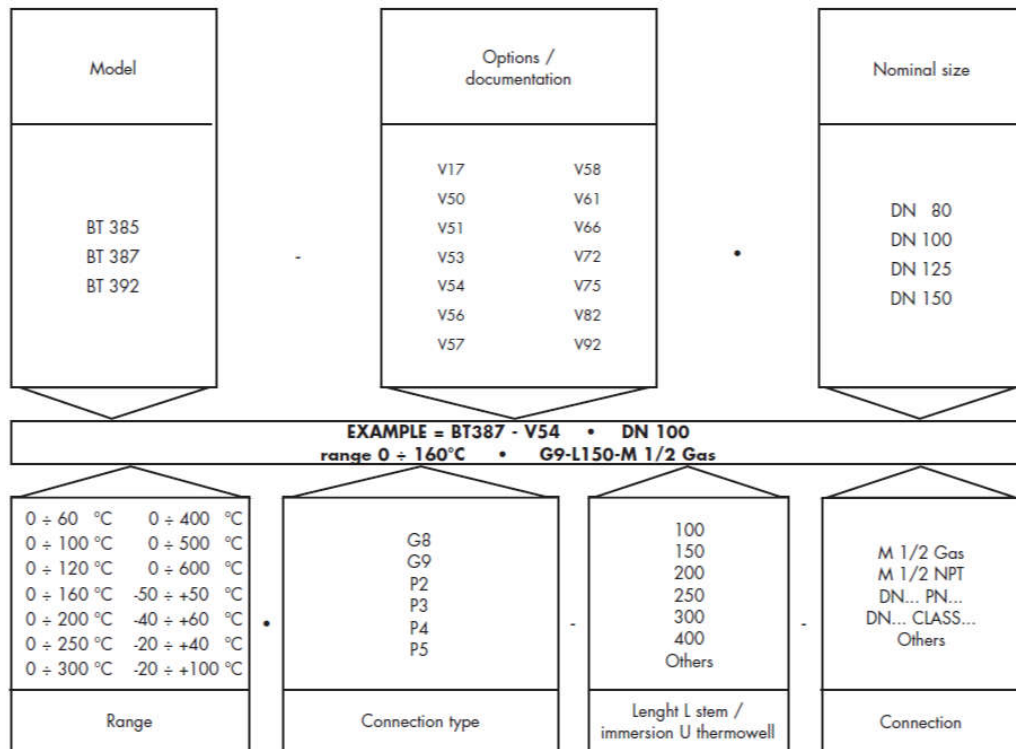 Model
Options /
documentation
Nominal size
BT 385
BT 387
BT 392
-
V17 V58
V50 V61
V51 V66
V53 V72
V54 V75
V56 V82
V57 V92
•
DN 80
DN 100
DN 125
DN 150
EXAMPLE = BT387 - V54 • DN 100
range 0 ÷ 160°C • G9-L150-M 1/2 Gas
0 ÷ 60 °C 0 ÷ 400 °C
0 ÷ 100 °C 0 ÷ 500 °C
0 ÷ 120 °C 0 ÷ 600 °C
0 ÷ 160 °C -50 ÷ +50 °C
0 ÷ 200 °C -40 ÷ +60 °C
0 ÷ 250 °C -20 ÷ +40 °C
0 ÷ 300 °C -20 ÷ +100 °C
Range
•
G8
G9
P2
P3
P4
P5
Connection type
-
100
150
200
250
300
400
Others
Lenght L stem /
immersion U thermowell
-
M 1/2 Gas
M 1/2 NPT
DN... PN...
DN... CLASS...
Others
Connection